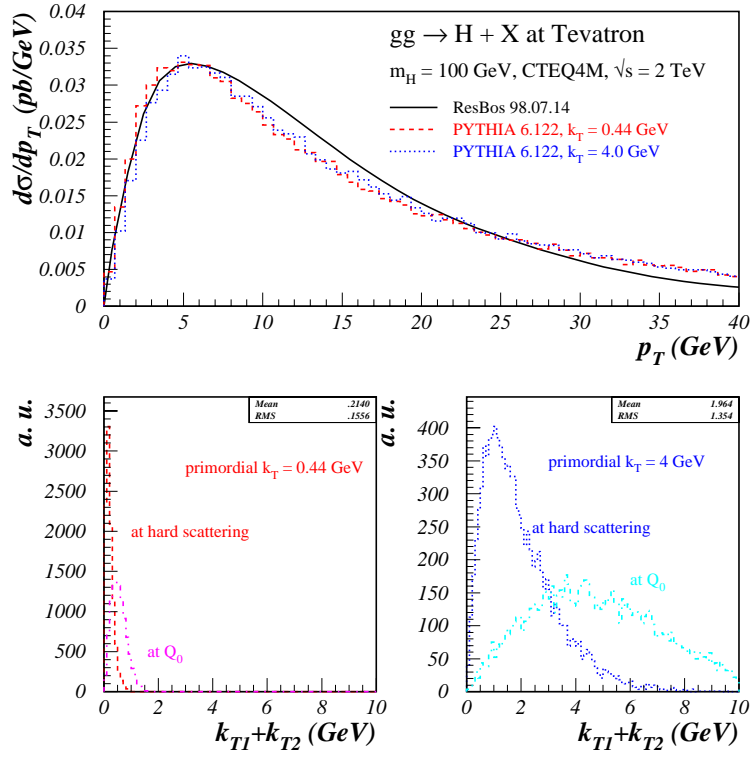 gg → H + X at Tevatron
m_H = 100 GeV, CTEQ4M, √s = 2 TeV
ResBos 98.07.14
PYTHIA 6.122, k_T = 0.44 GeV
PYTHIA 6.122, k_T = 4.0 GeV
dσ/dp_T (pb/GeV)
0.04
0.035
0.03
0.025
0.02
0.015
0.01
0.005
0
0 5 10 15 20 25 30 35 40
p_T (GeV)
a. u.
Mean .2140
RMS .1556
3500
3000
2500
2000
1500
1000
500
0
primordial k_T = 0.44 GeV
at hard scattering
at Q_0
0 2 4 6 8 10
k_T1+k_T2 (GeV)
a. u.
Mean 1.964
RMS 1.354
400
350
300
250
200
150
100
50
0
primordial k_T = 4 GeV
at hard scattering
at Q_0
0 2 4 6 8 10
k_T1+k_T2 (GeV)